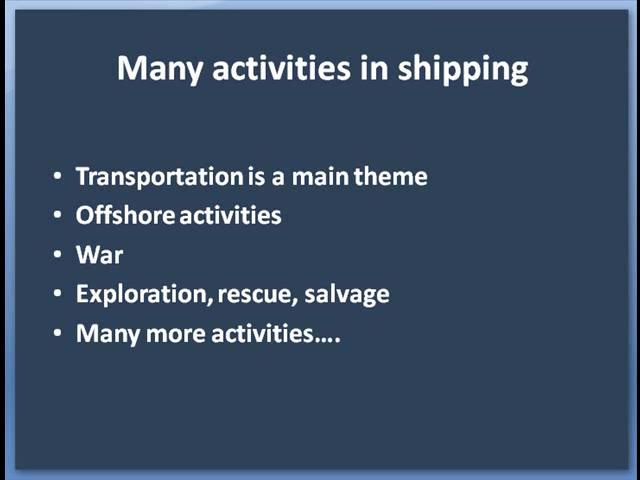 Many activities in shipping
• Transportation is a main theme
• Offshore activities
• War
• Exploration, rescue, salvage
• Many more activities….